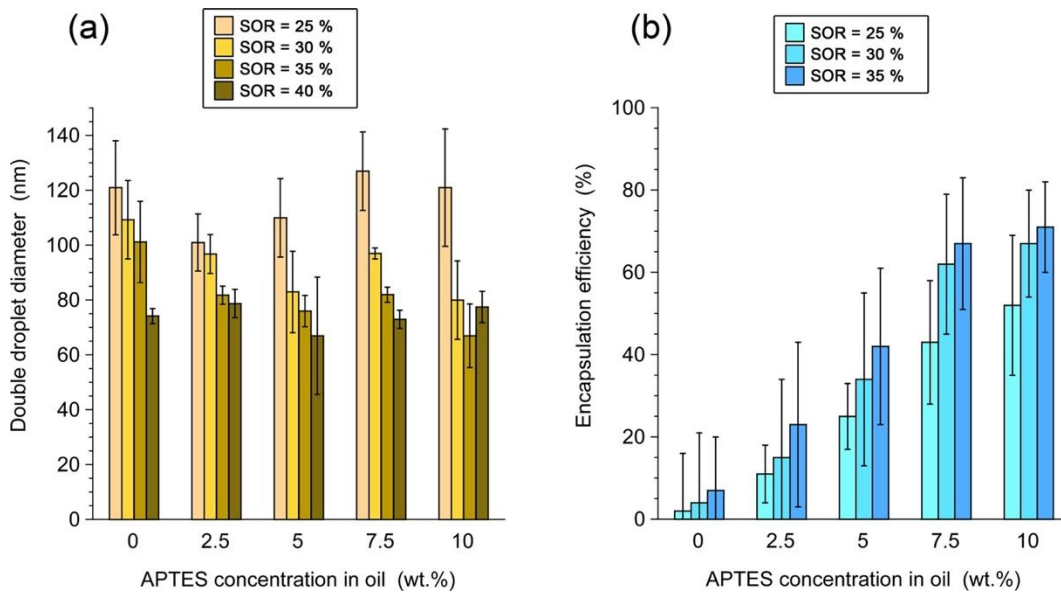 (a)
SOR = 25 %
SOR = 30 %
SOR = 35 %
SOR = 40 %
Double droplet diameter (nm)
140
120
100
80
60
40
20
0
0 2.5 5 7.5 10
APTES concentration in oil (wt.%)
(b)
SOR = 25 %
SOR = 30 %
SOR = 35 %
Encapsulation efficiency (%)
100
80
60
40
20
0
0 2.5 5 7.5 10
APTES concentration in oil (wt.%)